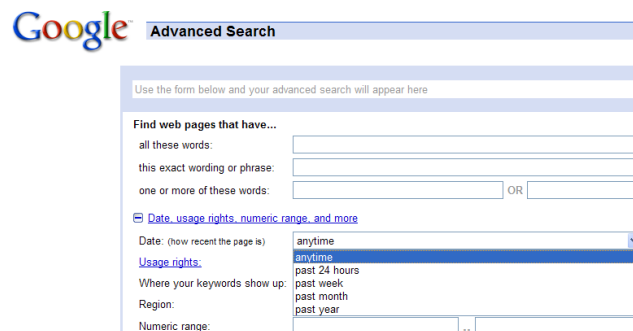 Google™ Advanced Search
Use the form below and your advanced search will appear here
Find web pages that have...
all these words:
this exact wording or phrase:
one or more of these words: OR
Date, usage rights, numeric range, and more
Date: (how recent the page is) anytime
anytime
Usage rights: past 24 hours
Where your keywords show up: past week
past month
Region: past year
Numeric range: ..